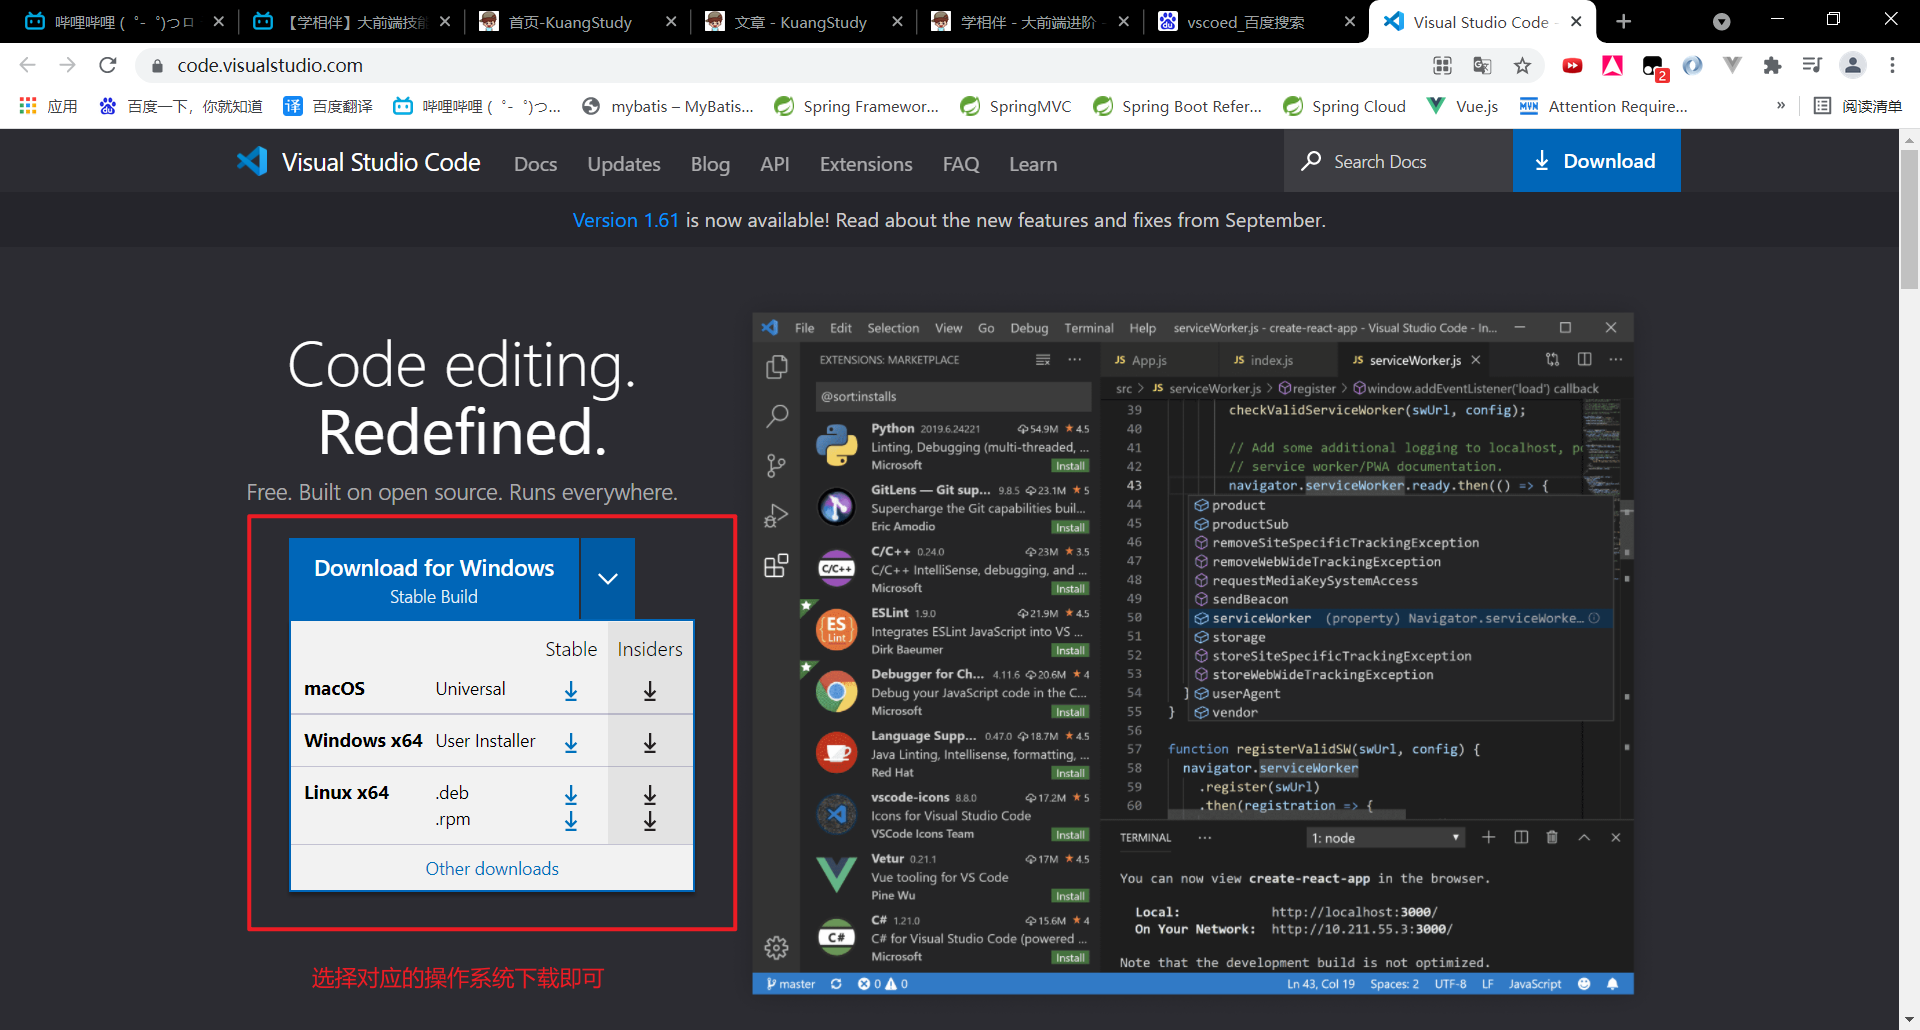 哔哩哔哩 ( ゜- ゜)つロ
【学相伴】大前端技能
首页-KuangStudy
文章 - KuangStudy
学相伴 - 大前端进阶 -
vscoed_百度搜索
Visual Studio Code -
code.visualstudio.com
2
应用
百度一下，你就知道
译 百度翻译
哔哩哔哩 ( ゜- ゜)つ...
mybatis – MyBatis...
Spring Framewor...
SpringMVC
Spring Boot Refer...
Spring Cloud
Vue.js
Attention Require...
»
阅读清单
Visual Studio Code
Docs
Updates
Blog
API
Extensions
FAQ
Learn
Search Docs
Download
Version 1.61 is now available! Read about the new features and fixes from September.
Code editing.
Redefined.
Free. Built on open source. Runs everywhere.
Download for Windows
Stable Build
Stable Insiders
macOS Universal
Windows x64 User Installer
Linux x64 .deb
.rpm
Other downloads
选择对应的操作系统下载即可
File Edit Selection View Go Debug Terminal Help serviceWorker.js - create-react-app - Visual Studio Code - In...
EXTENSIONS: MARKETPLACE
@sort:installs
Python 2019.6.24221 54.9M ★ 4.5
Linting, Debugging (multi-threaded, ...
Microsoft Install
GitLens — Git sup... 9.8.5 23.1M ★ 5
Supercharge the Git capabilities buil...
Eric Amodio Install
C/C++ 0.24.0 23M ★ 3.5
C/C++ IntelliSense, debugging, and ...
Microsoft Install
ESLint 1.9.0 21.9M ★ 4.5
Integrates ESLint JavaScript into VS ...
Dirk Baeumer Install
Debugger for Ch... 4.11.6 20.6M ★ 4
Debug your JavaScript code in the C...
Microsoft Install
Language Supp... 0.47.0 18.7M ★ 4.5
Java Linting, Intellisense, formatting, ...
Red Hat Install
vscode-icons 8.8.0 17.2M ★ 5
Icons for Visual Studio Code
VSCode Icons Team Install
Vetur 0.21.1 17M ★ 4.5
Vue tooling for VS Code
Pine Wu Install
C# 1.21.0 15.6M ★ 4
C# for Visual Studio Code (powered ...
Microsoft Install
JS App.js JS index.js JS serviceWorker.js
src > JS serviceWorker.js > register > window.addEventListener('load') callback
39 checkValidServiceWorker(swUrl, config);
40
41 // Add some additional logging to localhost, po
42 // service worker/PWA documentation.
43 navigator.serviceWorker.ready.then(() => {
44 product
45 productSub
46 removeSiteSpecificTrackingException
47 removeWebWideTrackingException
48 requestMediaKeySystemAccess
49 sendBeacon
50 serviceWorker (property) Navigator.serviceWorke...
51 storage
52 storeSiteSpecificTrackingException
53 storeWebWideTrackingException
54 ] userAgent
55 } vendor
56
57 function registerValidSW(swUrl, config) {
58 navigator.serviceWorker
59 .register(swUrl)
60 .then(registration => {
TERMINAL ... 1: node
You can now view create-react-app in the browser.
Local: http://localhost:3000/
On Your Network: http://10.211.55.3:3000/
Note that the development build is not optimized.
master 0 0 Ln 43, Col 19 Spaces: 2 UTF-8 LF JavaScript